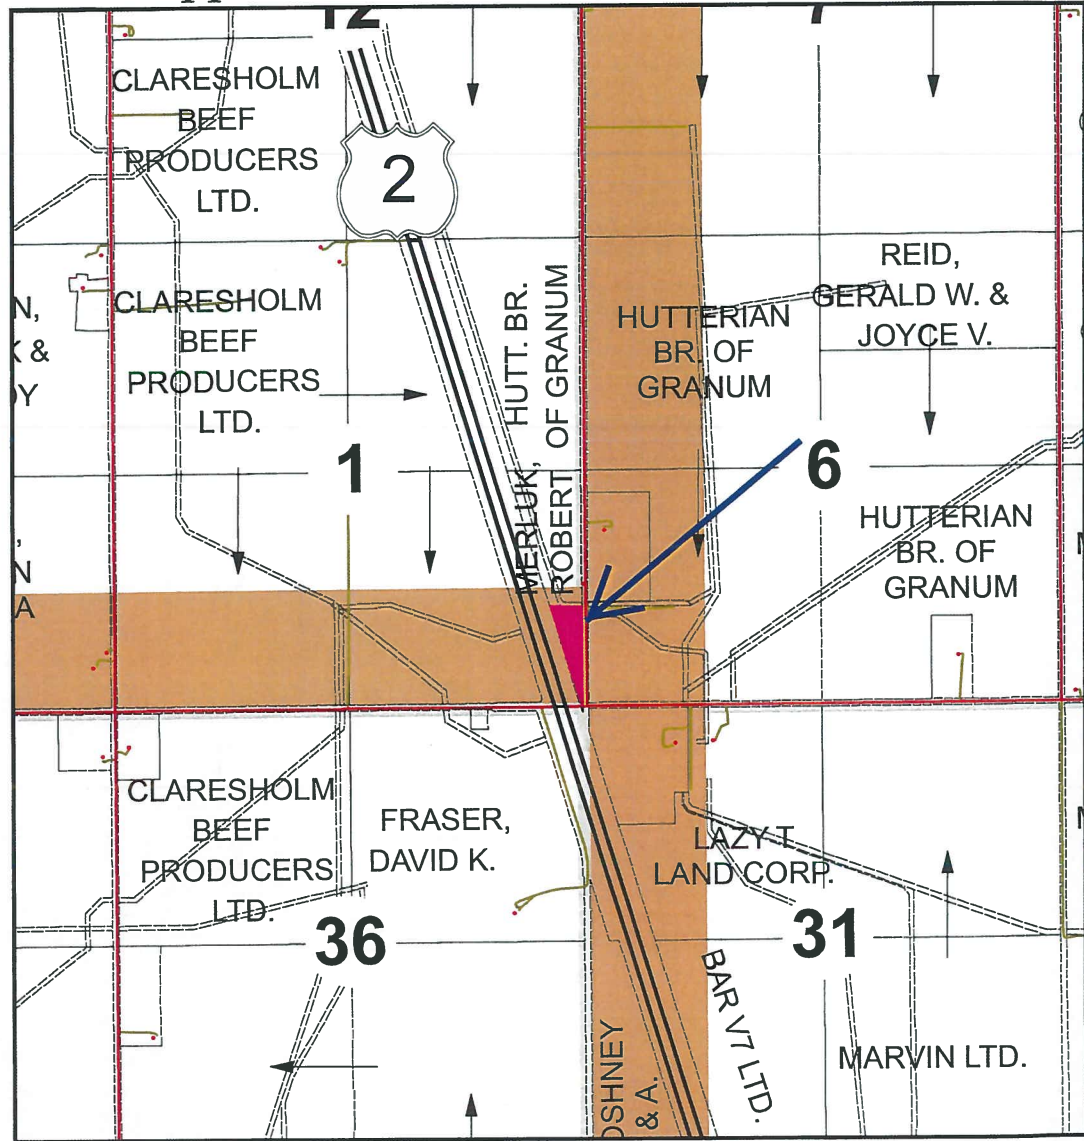 12
7
CLARESHOLM
BEEF
PRODUCERS
LTD.
2
REID,
GERALD W. &
JOYCE V.
N,
K &
OY
CLARESHOLM
BEEF
PRODUCERS
LTD.
HUTT. BR.
OF GRANUM
HUTTERIAN
BR. OF
GRANUM
1
MERLUK,
ROBERT
6
HUTTERIAN
BR. OF
GRANUM
,
N
A
CLARESHOLM
BEEF
PRODUCERS
LTD.
FRASER,
DAVID K.
LAZY T
LAND CORP.
36
31
OSHNEY
& A.
BAR V7 LTD.
MARVIN LTD.